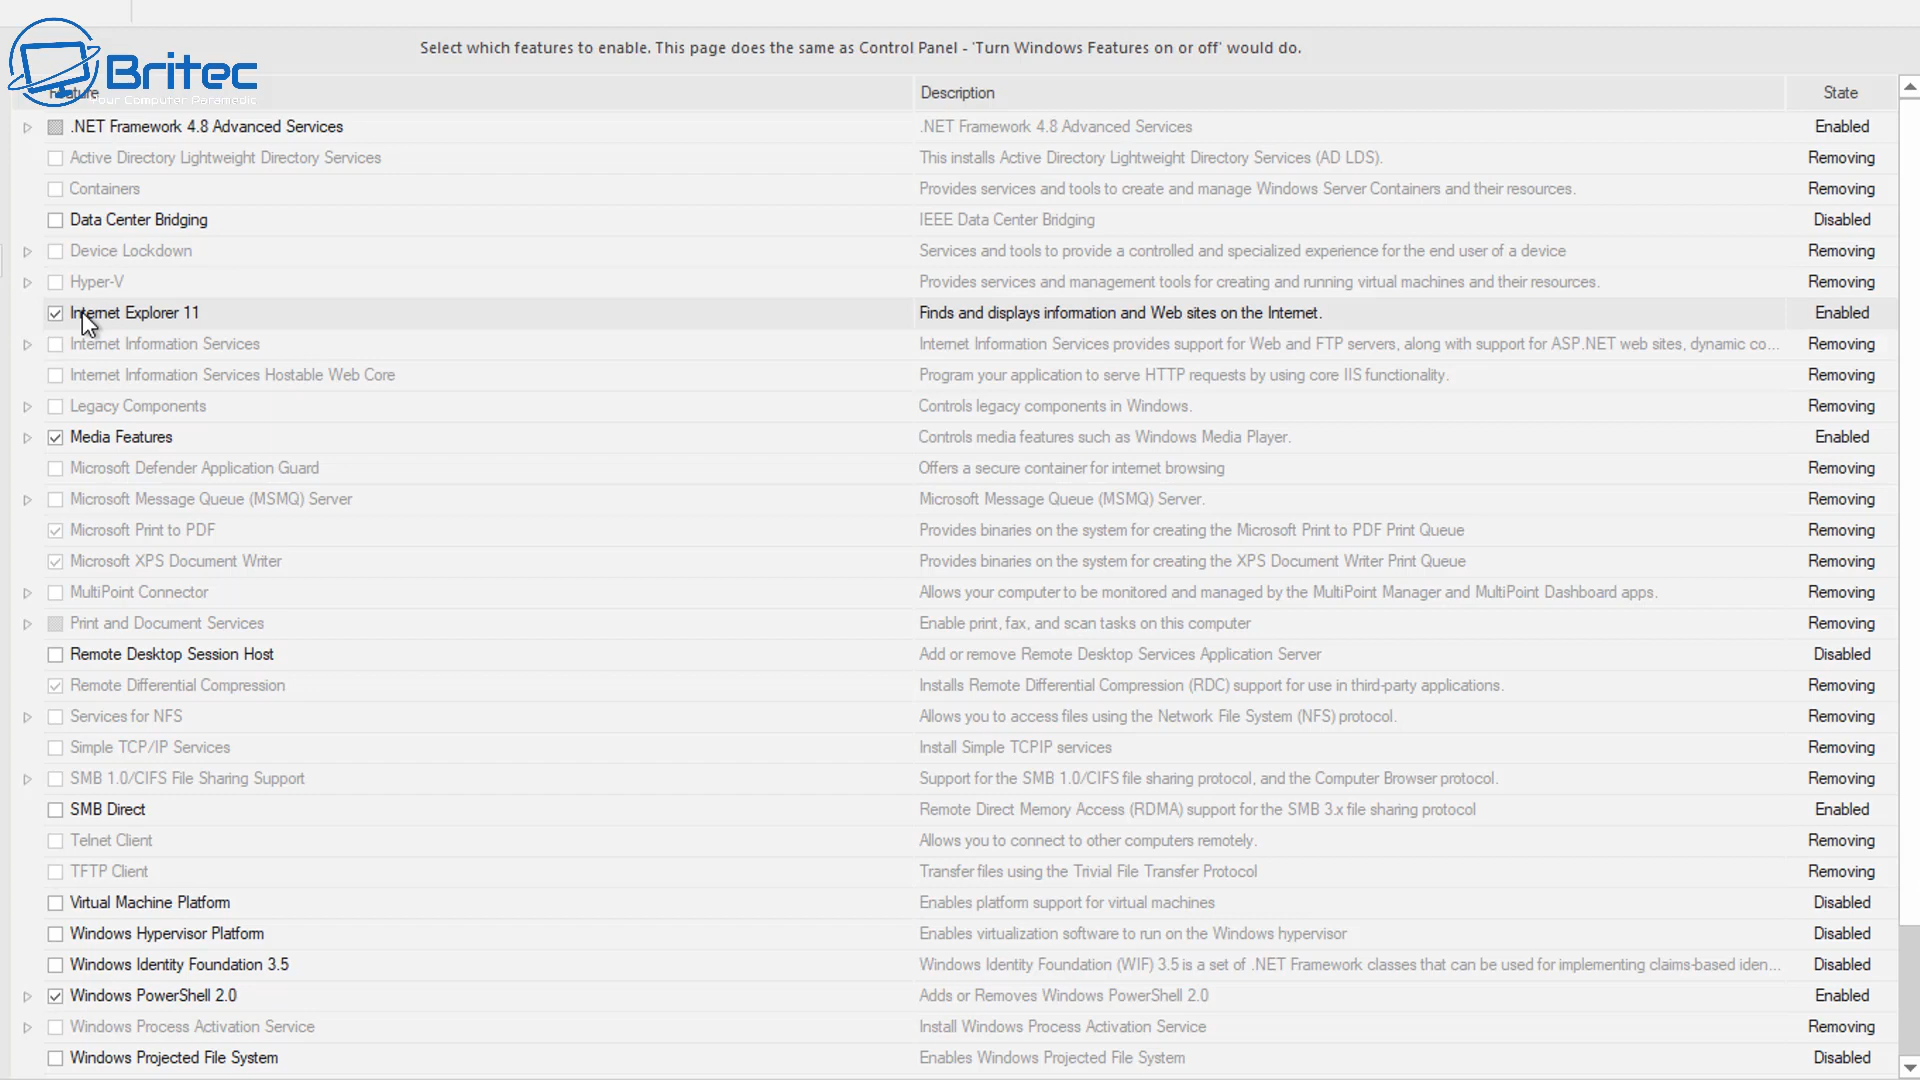 Select which features to enable. This page does the same as Control Panel - 'Turn Windows Features on or off' would do.
Britec
Your Computer Paramedic
Feature Description State
.NET Framework 4.8 Advanced Services .NET Framework 4.8 Advanced Services Enabled
Active Directory Lightweight Directory Services This installs Active Directory Lightweight Directory Services (AD LDS). Removing
Containers Provides services and tools to create and manage Windows Server Containers and their resources. Removing
Data Center Bridging IEEE Data Center Bridging Disabled
Device Lockdown Services and tools to provide a controlled and specialized experience for the end user of a device Removing
Hyper-V Provides services and management tools for creating and running virtual machines and their resources. Removing
Internet Explorer 11 Finds and displays information and Web sites on the Internet. Enabled
Internet Information Services Internet Information Services provides support for Web and FTP servers, along with support for ASP.NET web sites, dynamic co... Removing
Internet Information Services Hostable Web Core Program your application to serve HTTP requests by using core IIS functionality. Removing
Legacy Components Controls legacy components in Windows. Removing
Media Features Controls media features such as Windows Media Player. Enabled
Microsoft Defender Application Guard Offers a secure container for internet browsing Removing
Microsoft Message Queue (MSMQ) Server Microsoft Message Queue (MSMQ) Server. Removing
Microsoft Print to PDF Provides binaries on the system for creating the Microsoft Print to PDF Print Queue Removing
Microsoft XPS Document Writer Provides binaries on the system for creating the XPS Document Writer Print Queue Removing
MultiPoint Connector Allows your computer to be monitored and managed by the MultiPoint Manager and MultiPoint Dashboard apps. Removing
Print and Document Services Enable print, fax, and scan tasks on this computer Removing
Remote Desktop Session Host Add or remove Remote Desktop Services Application Server Disabled
Remote Differential Compression Installs Remote Differential Compression (RDC) support for use in third-party applications. Removing
Services for NFS Allows you to access files using the Network File System (NFS) protocol. Removing
Simple TCP/IP Services Install Simple TCPIP services Removing
SMB 1.0/CIFS File Sharing Support Support for the SMB 1.0/CIFS file sharing protocol, and the Computer Browser protocol. Removing
SMB Direct Remote Direct Memory Access (RDMA) support for the SMB 3.x file sharing protocol Enabled
Telnet Client Allows you to connect to other computers remotely. Removing
TFTP Client Transfer files using the Trivial File Transfer Protocol Removing
Virtual Machine Platform Enables platform support for virtual machines Disabled
Windows Hypervisor Platform Enables virtualization software to run on the Windows hypervisor Disabled
Windows Identity Foundation 3.5 Windows Identity Foundation (WIF) 3.5 is a set of .NET Framework classes that can be used for implementing claims-based iden... Disabled
Windows PowerShell 2.0 Adds or Removes Windows PowerShell 2.0 Enabled
Windows Process Activation Service Install Windows Process Activation Service Removing
Windows Projected File System Enables Windows Projected File System Disabled